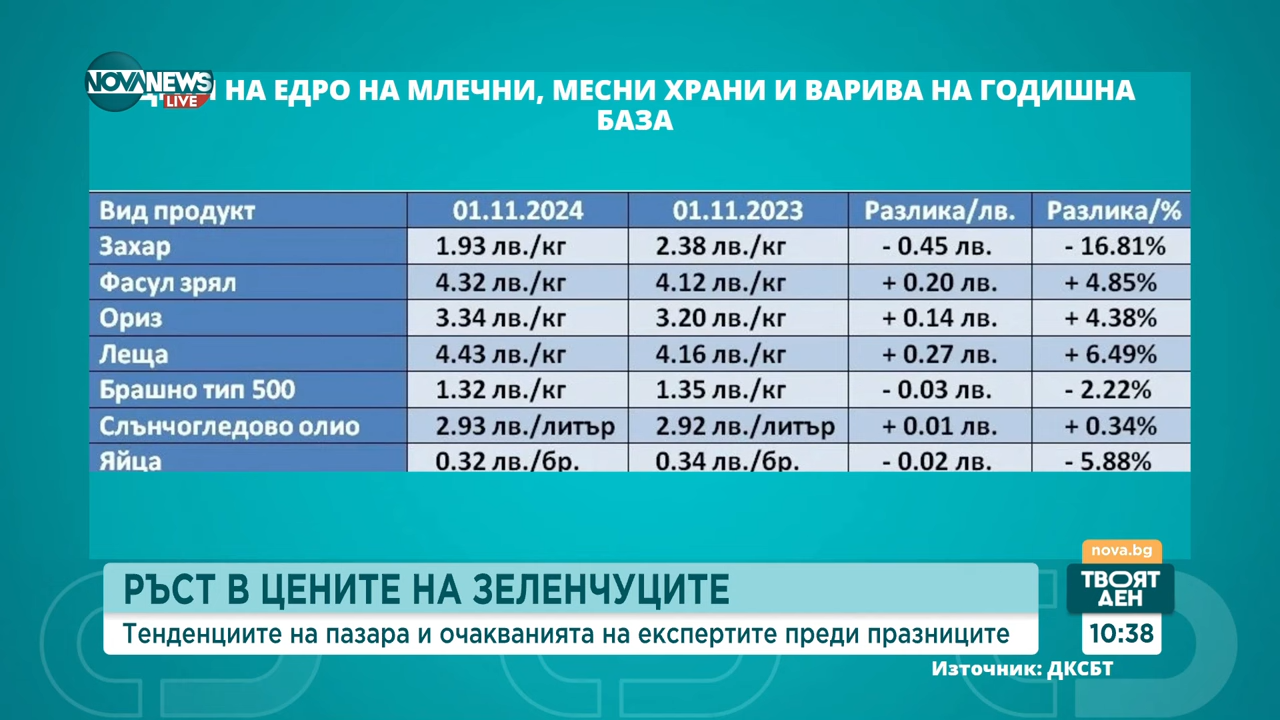 NOVANEWS
LIVE
НА ЕДРО НА МЛЕЧНИ, МЕСНИ ХРАНИ И ВАРИВА НА ГОДИШНА
БАЗА
Вид продукт 01.11.2024 01.11.2023 Разлика/лв. Разлика/%
Захар 1.93 лв./кг 2.38 лв./кг - 0.45 лв. - 16.81%
Фасул зрял 4.32 лв./кг 4.12 лв./кг + 0.20 лв. + 4.85%
Ориз 3.34 лв./кг 3.20 лв./кг + 0.14 лв. + 4.38%
Леща 4.43 лв./кг 4.16 лв./кг + 0.27 лв. + 6.49%
Брашно тип 500 1.32 лв./кг 1.35 лв./кг - 0.03 лв. - 2.22%
Слънчогледово олио 2.93 лв./литър 2.92 лв./литър + 0.01 лв. + 0.34%
Яйца 0.32 лв./бр. 0.34 лв./бр. - 0.02 лв. - 5.88%
nova.bg
РЪСТ В ЦЕНИТЕ НА ЗЕЛЕНЧУЦИТЕ
ТВОЯТ
ДЕН
Тенденциите на пазара и очакванията на експертите преди празниците
10:38
Източник: ДКСБТ